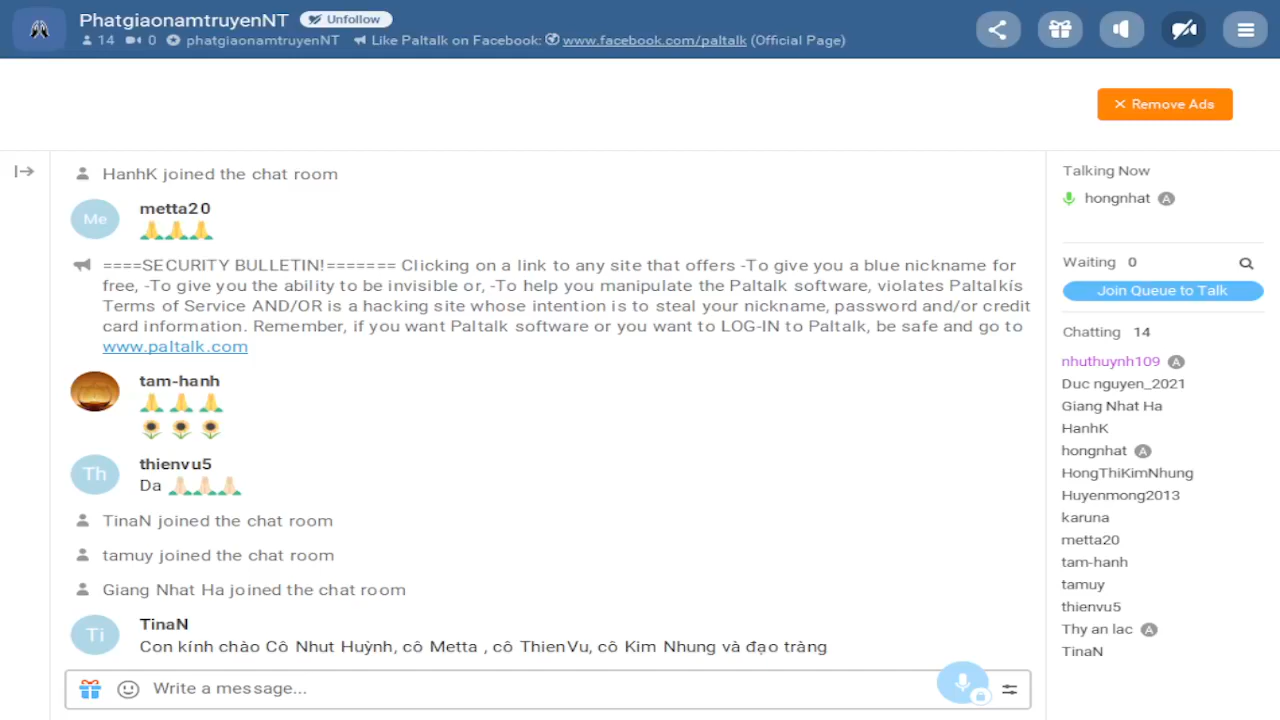 PhatgiaonamtruyenNT Unfollow
14 0 phatgiaonamtruyenNT Like Paltalk on Facebook: www.facebook.com/paltalk (Official Page)
Remove Ads
HanhK joined the chat room
Me metta20
====SECURITY BULLETIN!======= Clicking on a link to any site that offers -To give you a blue nickname for
free, -To give you the ability to be invisible or, -To help you manipulate the Paltalk software, violates Paltalkís
Terms of Service AND/OR is a hacking site whose intention is to steal your nickname, password and/or credit
card information. Remember, if you want Paltalk software or you want to LOG-IN to Paltalk, be safe and go to
www.paltalk.com
tam-hanh
Th thienvu5
Da
TinaN joined the chat room
tamuy joined the chat room
Giang Nhat Ha joined the chat room
Ti TinaN
Con kính chào Cô Nhut Huỳnh, cô Metta , cô ThienVu, cô Kim Nhung và đạo tràng
Write a message...
Talking Now
hongnhat A
Waiting 0
Join Queue to Talk
Chatting 14
nhuthuynh109 A
Duc nguyen_2021
Giang Nhat Ha
HanhK
hongnhat A
HongThiKimNhung
Huyenmong2013
karuna
metta20
tam-hanh
tamuy
thienvu5
Thy an lac A
TinaN